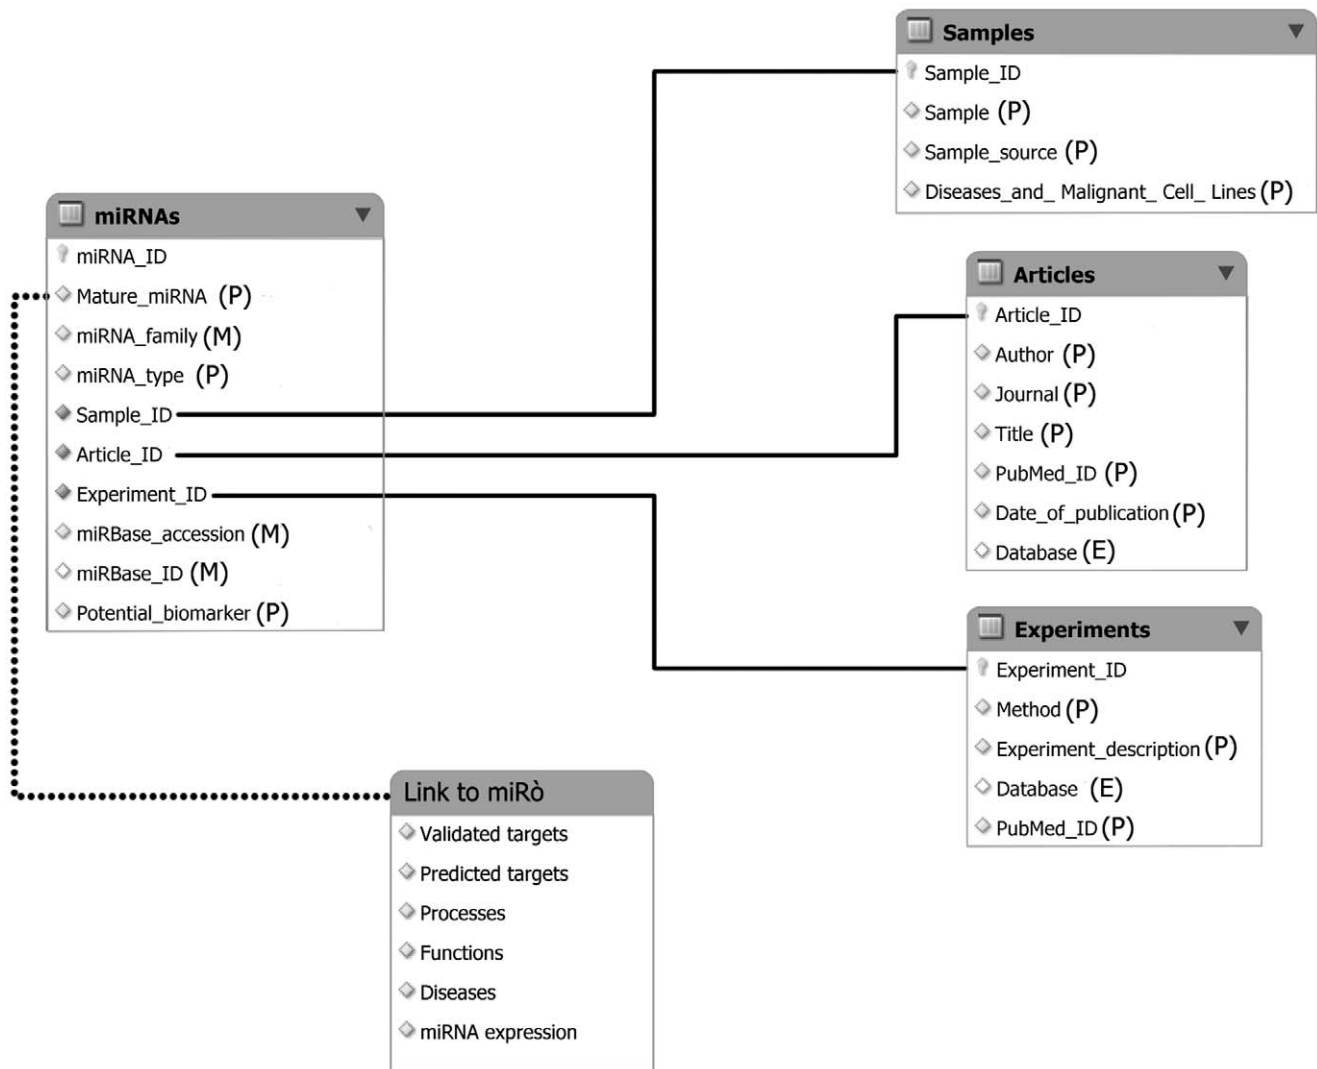 Samples
Sample_ID
Sample (P)
Sample_source (P)
Diseases_and_ Malignant_ Cell_ Lines (P)
miRNAs
miRNA_ID
Mature_miRNA (P)
miRNA_family (M)
miRNA_type (P)
Sample_ID
Article_ID
Experiment_ID
miRBase_accession (M)
miRBase_ID (M)
Potential_biomarker (P)
Articles
Article_ID
Author (P)
Journal (P)
Title (P)
PubMed_ID (P)
Date_of_publication (P)
Database (E)
Experiments
Experiment_ID
Method (P)
Experiment_description (P)
Database (E)
PubMed_ID (P)
Link to miRò
Validated targets
Predicted targets
Processes
Functions
Diseases
miRNA expression